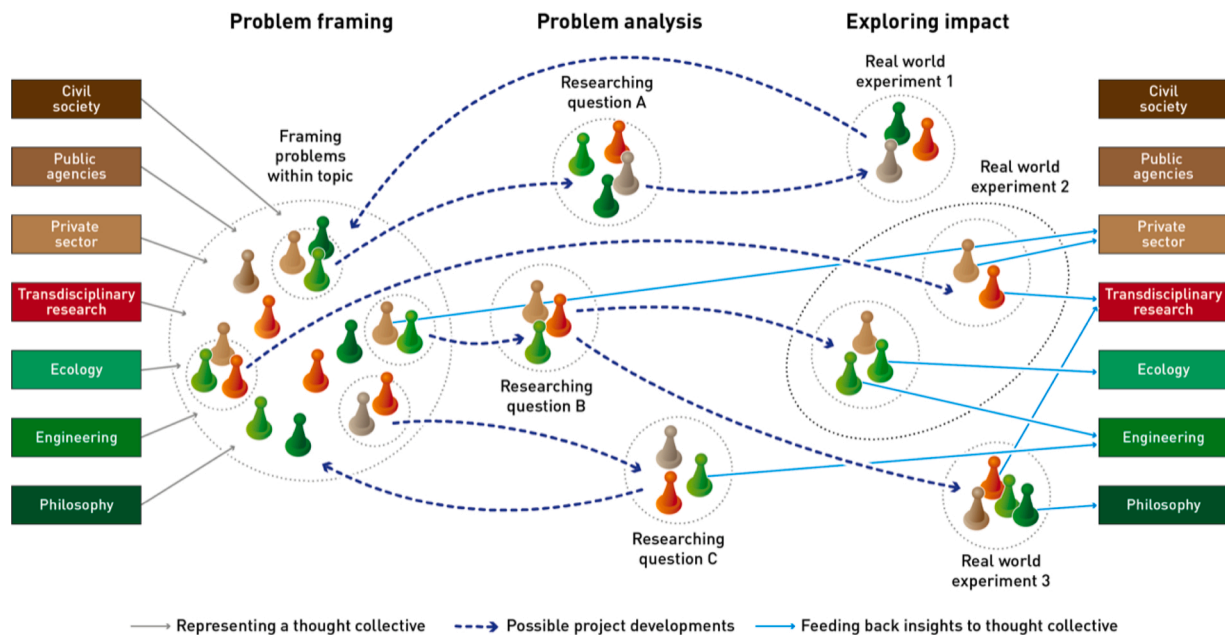 Problem framing
Problem analysis
Exploring impact
Civil
society
Public
agencies
Private
sector
Transdisciplinary
research
Ecology
Engineering
Philosophy
Framing
problems
within topic
Researching
question A
Researching
question B
Researching
question C
Real world
experiment 1
Real world
experiment 2
Real world
experiment 3
Civil
society
Public
agencies
Private
sector
Transdisciplinary
research
Ecology
Engineering
Philosophy
Representing a thought collective
Possible project developments
Feeding back insights to thought collective